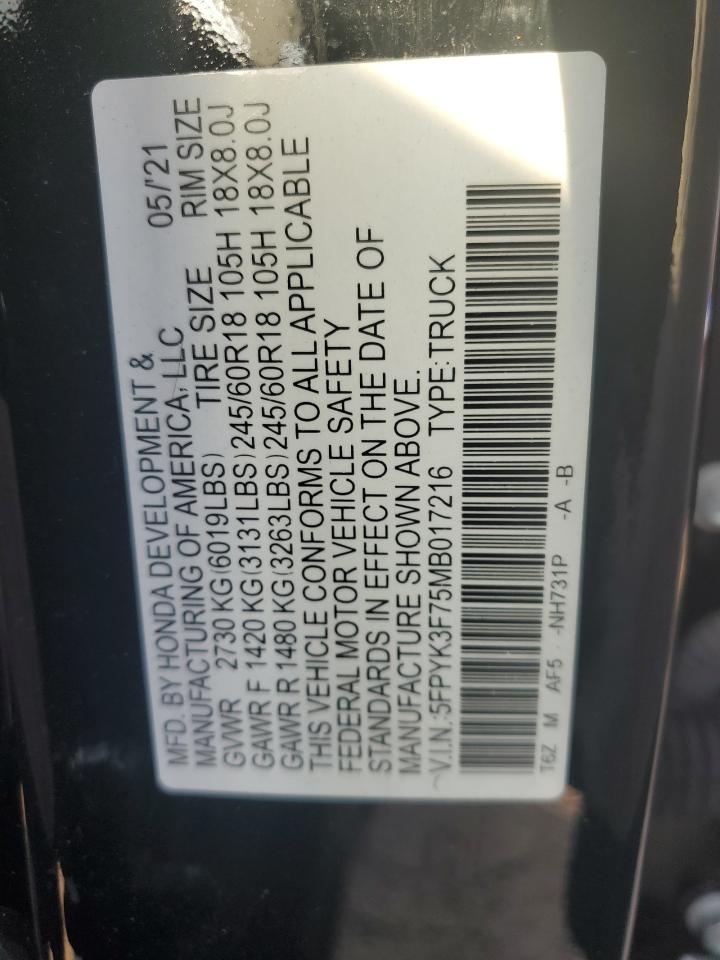 MFD. BY HONDA DEVELOPMENT & 05/'21
MANUFACTURING OF AMERICA, LLC
GVWR 2730 KG(6019LBS) TIRE SIZE RIM SIZE
GAWR F 1420 KG(3131LBS)245/60R18 105H 18X8.0J
GAWR R 1480 KG(3263LBS)245/60R18 105H 18X8.0J
THIS VEHICLE CONFORMS TO ALL APPLICABLE
FEDERAL MOTOR VEHICLE SAFETY
STANDARDS IN EFFECT ON THE DATE OF
MANUFACTURE SHOWN ABOVE.
V.I.N.:5FPYK3F75MB017216 TYPE:TRUCK
T6Z M AF5 -NH731P -A -B